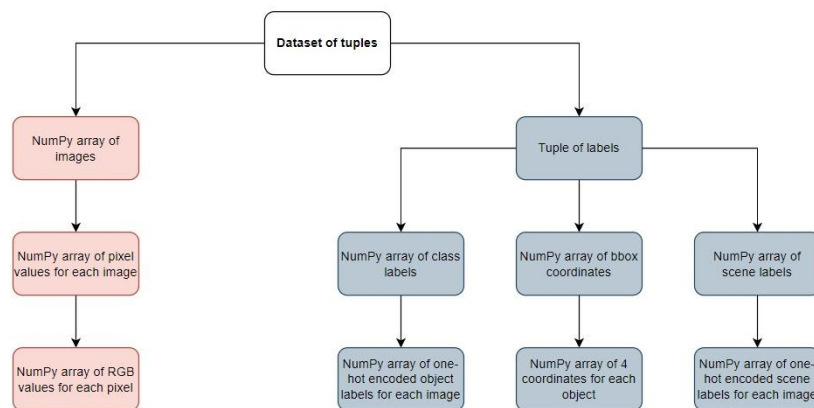 Dataset of tuples
NumPy array of
images
Tuple of labels
NumPy array of pixel
values for each image
NumPy array of class
labels
NumPy array of bbox
coordinates
NumPy array of
scene labels
NumPy array of RGB
values for each pixel
NumPy array of one-
hot encoded object
labels for each image
NumPy array of 4
coordinates for each
object
NumPy array of one-
hot encoded scene
labels for each image